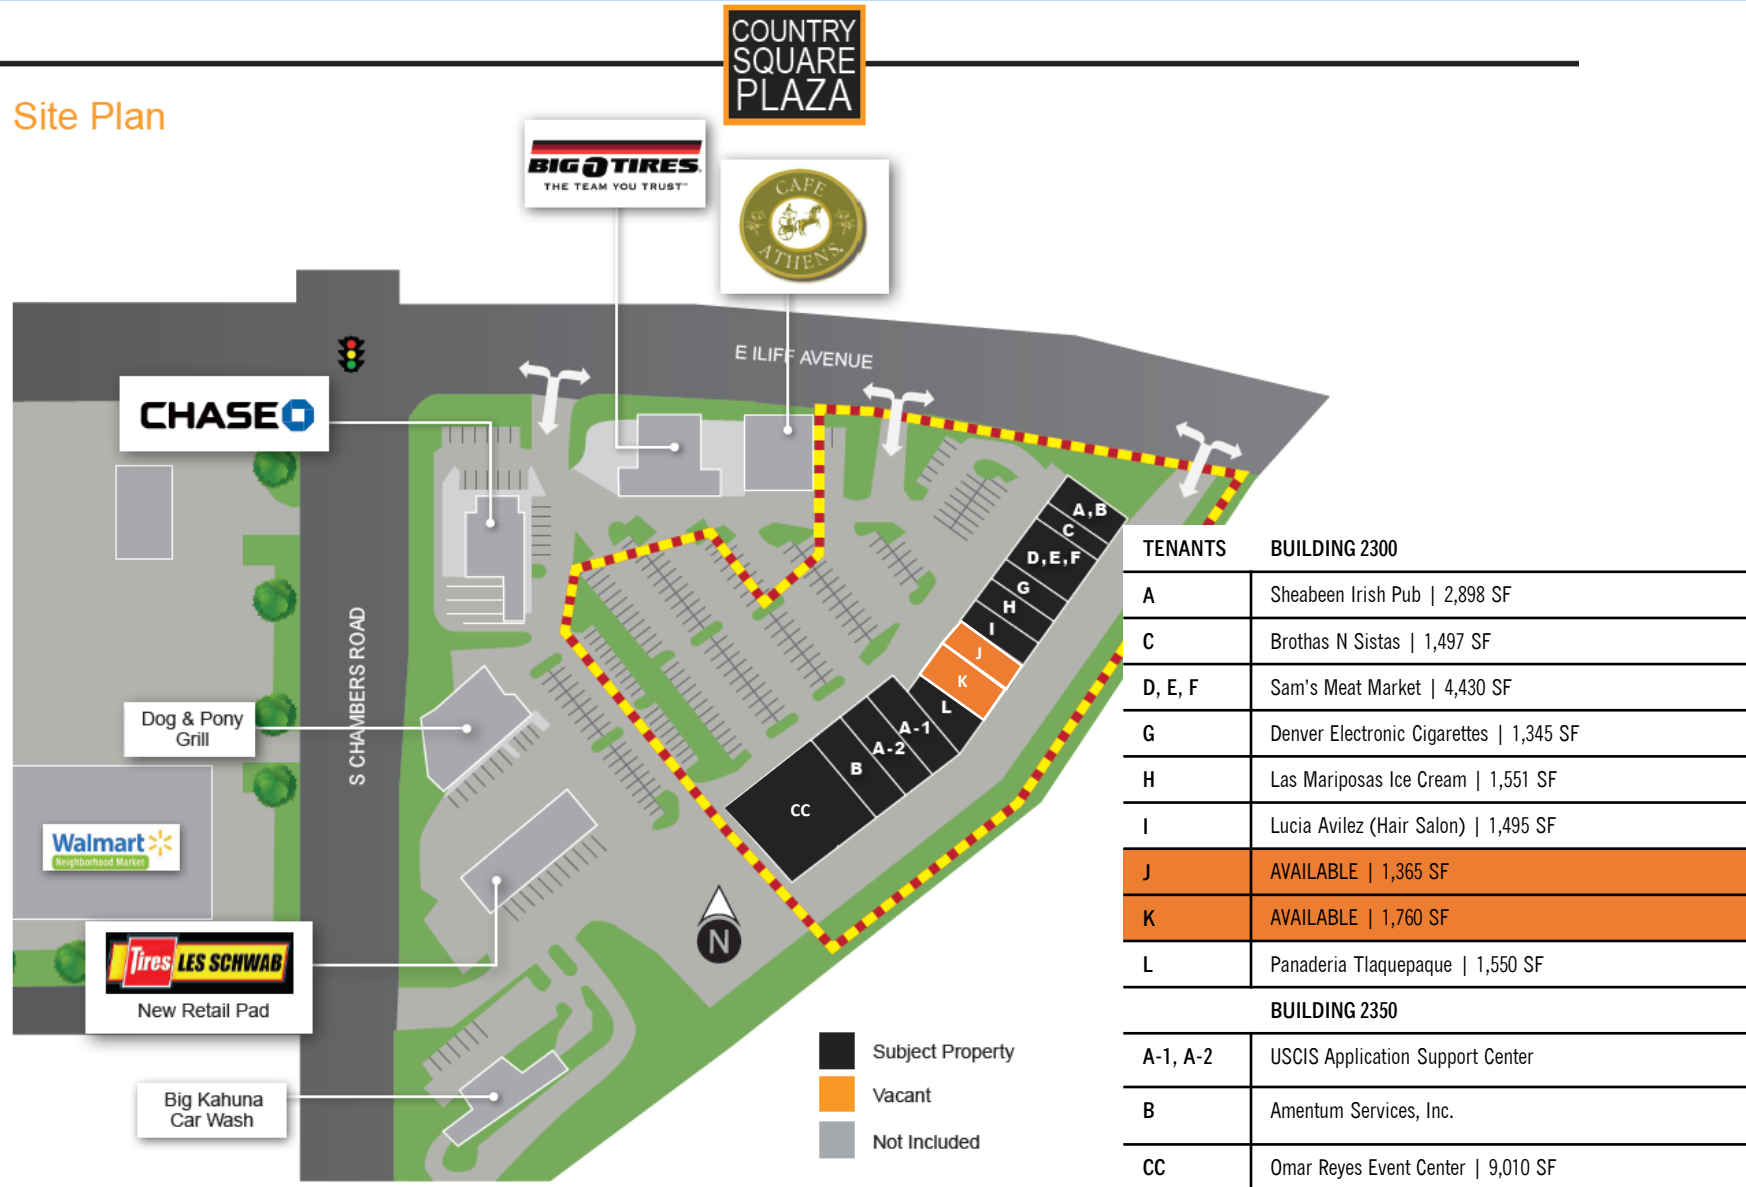 COUNTRY
SQUARE
PLAZA
Site Plan
BIG O TIRES
THE TEAM YOU TRUST™
CAFE
ATHENS
E ILIFF AVENUE
CHASE
S CHAMBERS ROAD
Dog & Pony
Grill
Walmart
Neighborhood Market
Tires LES SCHWAB
New Retail Pad
Big Kahuna
Car Wash
A,B
C
D,E,F
G
H
I
J
K
L
A-1
A-2
B
CC
N
Subject Property
Vacant
Not Included
TENANTS BUILDING 2300
A Sheabeen Irish Pub | 2,898 SF
C Brothas N Sistas | 1,497 SF
D, E, F Sam's Meat Market | 4,430 SF
G Denver Electronic Cigarettes | 1,345 SF
H Las Mariposas Ice Cream | 1,551 SF
I Lucia Avilez (Hair Salon) | 1,495 SF
J AVAILABLE | 1,365 SF
K AVAILABLE | 1,760 SF
L Panaderia Tlaquepaque | 1,550 SF
BUILDING 2350
A-1, A-2 USCIS Application Support Center
B Amentum Services, Inc.
CC Omar Reyes Event Center | 9,010 SF